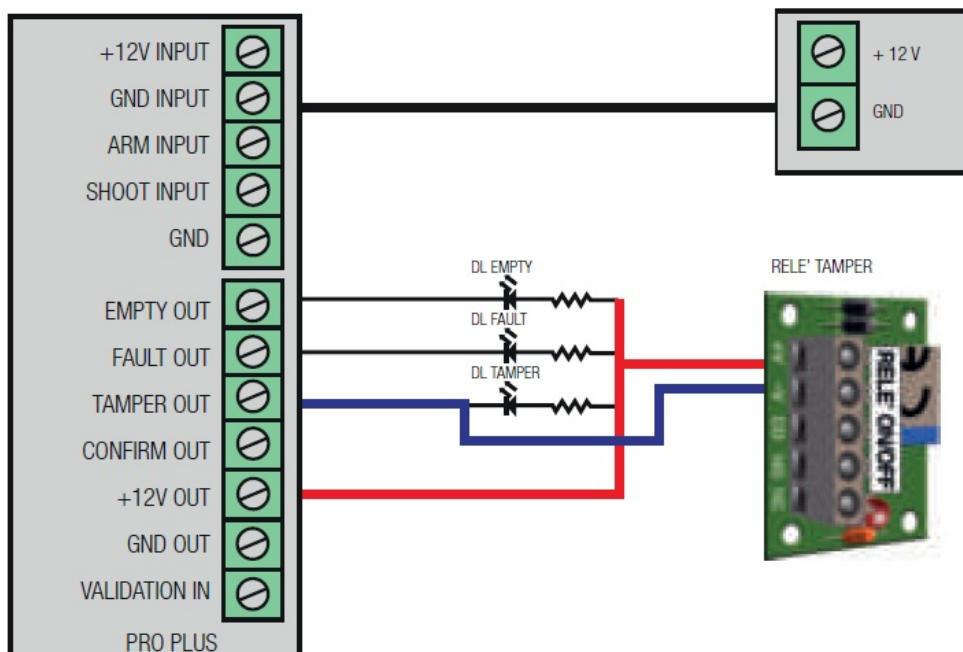 +12V INPUT
GND INPUT
ARM INPUT
SHOOT INPUT
GND
EMPTY OUT
FAULT OUT
TAMPER OUT
CONFIRM OUT
+12V OUT
GND OUT
VALIDATION IN
PRO PLUS
+ 12 V
GND
DL EMPTY
DL FAULT
DL TAMPER
RELE' TAMPER
RELE' ON/OFF